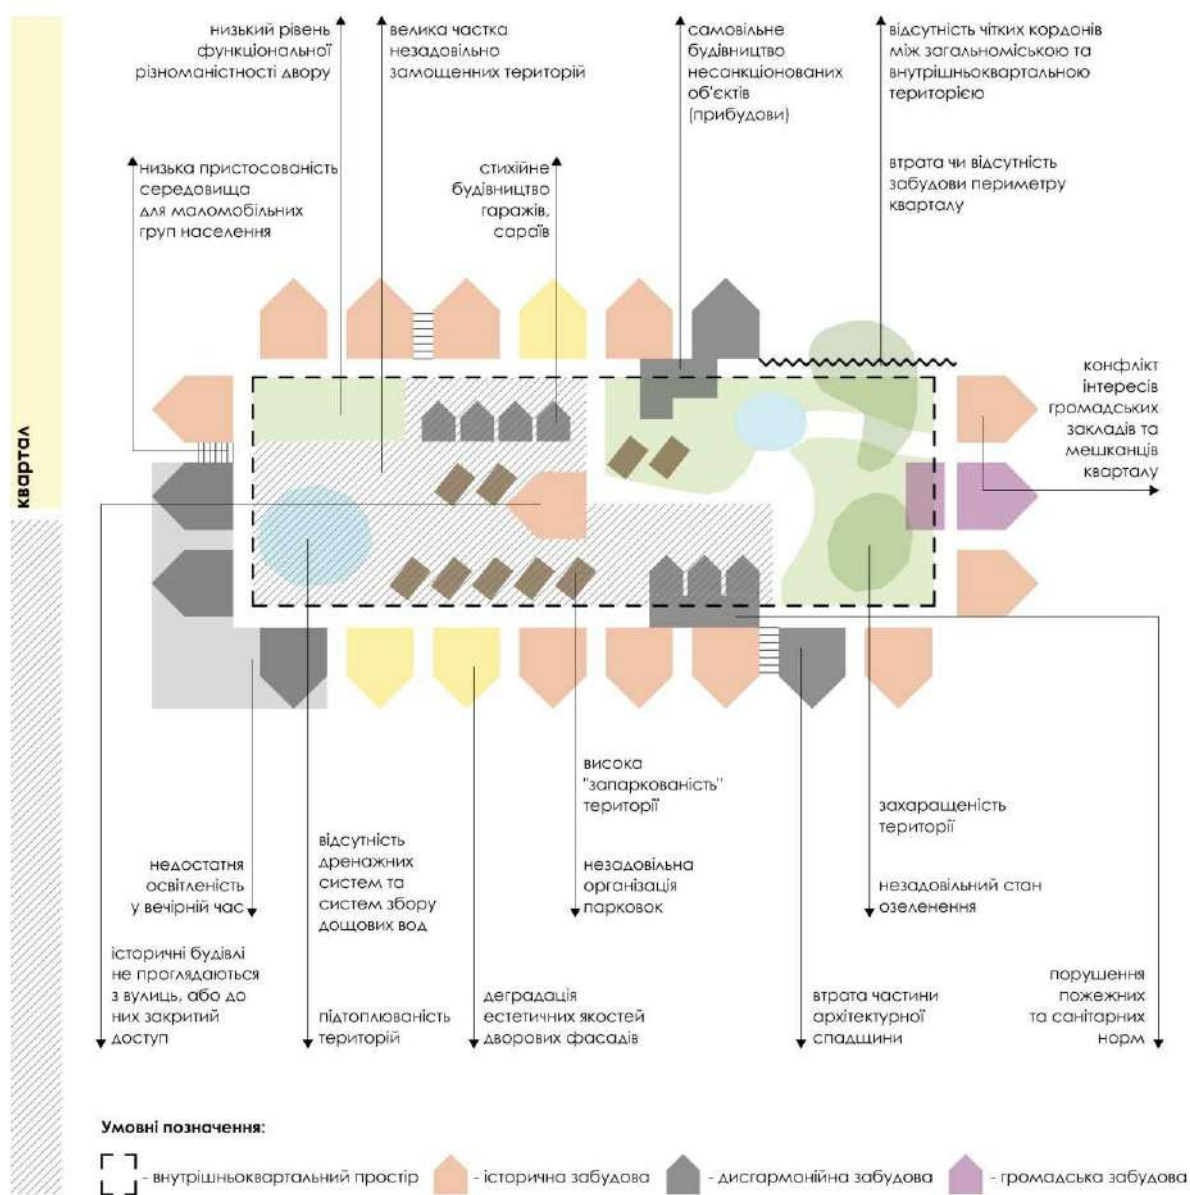 низький рівень
функціональної
різноманістності двору
велика частка
незадовільно
замощенних територій
самовільне
будівництво
несанкціонованих
об'єктів
(прибудови)
відсутність чітких кордонів
між загальноміською та
внутрішньоквартальною
територією
низька пристосованість
середовища
для маломобільних
груп населення
стихійне
будівництво
гаражів,
сараїв
втрата чи відсутність
забудови периметру
кварталу
квартал
конфлікт
інтересів
громадських
закладів та
мешканців
кварталу
висока
"запаркованість"
території
незадовільна
організація
парковок
захаращеність
території
незадовільний стан
озеленення
недостатня
освітленість
у вечірній час
відсутність
дренажних
систем та
систем збору
дощових вод
підтоплюваність
територій
історичні будівлі
не проглядаються
з вулиць, або до
них закритий
доступ
деградація
естетичних якостей
дворових фасадів
втрата частини
архітектурної
спадщини
порушення
пожежних
та санітарних
норм
Умовні позначення:
- внутрішньоквартальний простір
- історична забудова
- дисгармонійна забудова
- громадська забудова